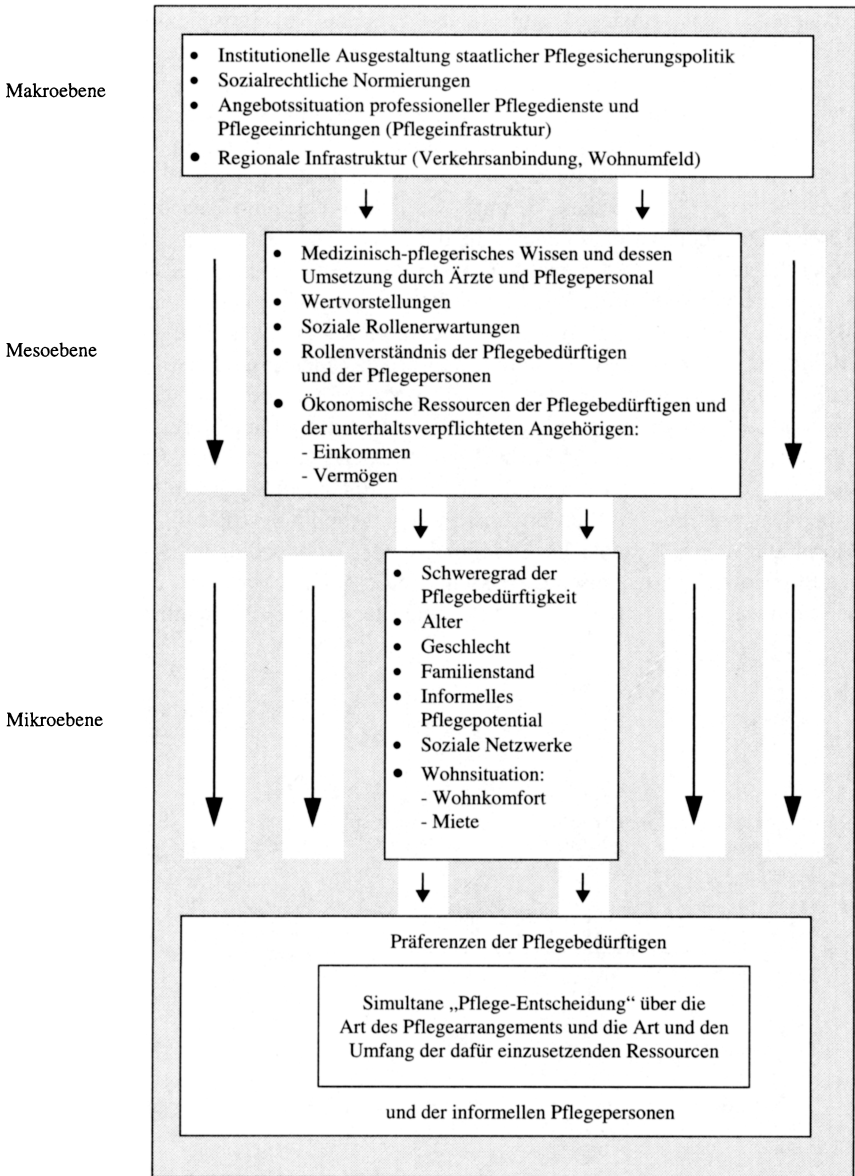 Makroebene
• Institutionelle Ausgestaltung staatlicher Pflegesicherungspolitik
• Sozialrechtliche Normierungen
• Angebotssituation professioneller Pflegedienste und
Pflegeeinrichtungen (Pflegeinfrastruktur)
• Regionale Infrastruktur (Verkehrsanbindung, Wohnumfeld)
Mesoebene
• Medizinisch-pflegerisches Wissen und dessen
Umsetzung durch Ärzte und Pflegepersonal
• Wertvorstellungen
• Soziale Rollenerwartungen
• Rollenverständnis der Pflegebedürftigen
und der Pflegepersonen
• Ökonomische Ressourcen der Pflegebedürftigen und
der unterhaltsverpflichteten Angehörigen:
- Einkommen
- Vermögen
Mikroebene
• Schweregrad der
Pflegebedürftigkeit
• Alter
• Geschlecht
• Familienstand
• Informelles
Pflegepotential
• Soziale Netzwerke
• Wohnsituation:
- Wohnkomfort
- Miete
Präferenzen der Pflegebedürftigen
Simultane „Pflege-Entscheidung“ über die
Art des Pflegearrangements und die Art und den
Umfang der dafür einzusetzenden Ressourcen
und der informellen Pflegepersonen